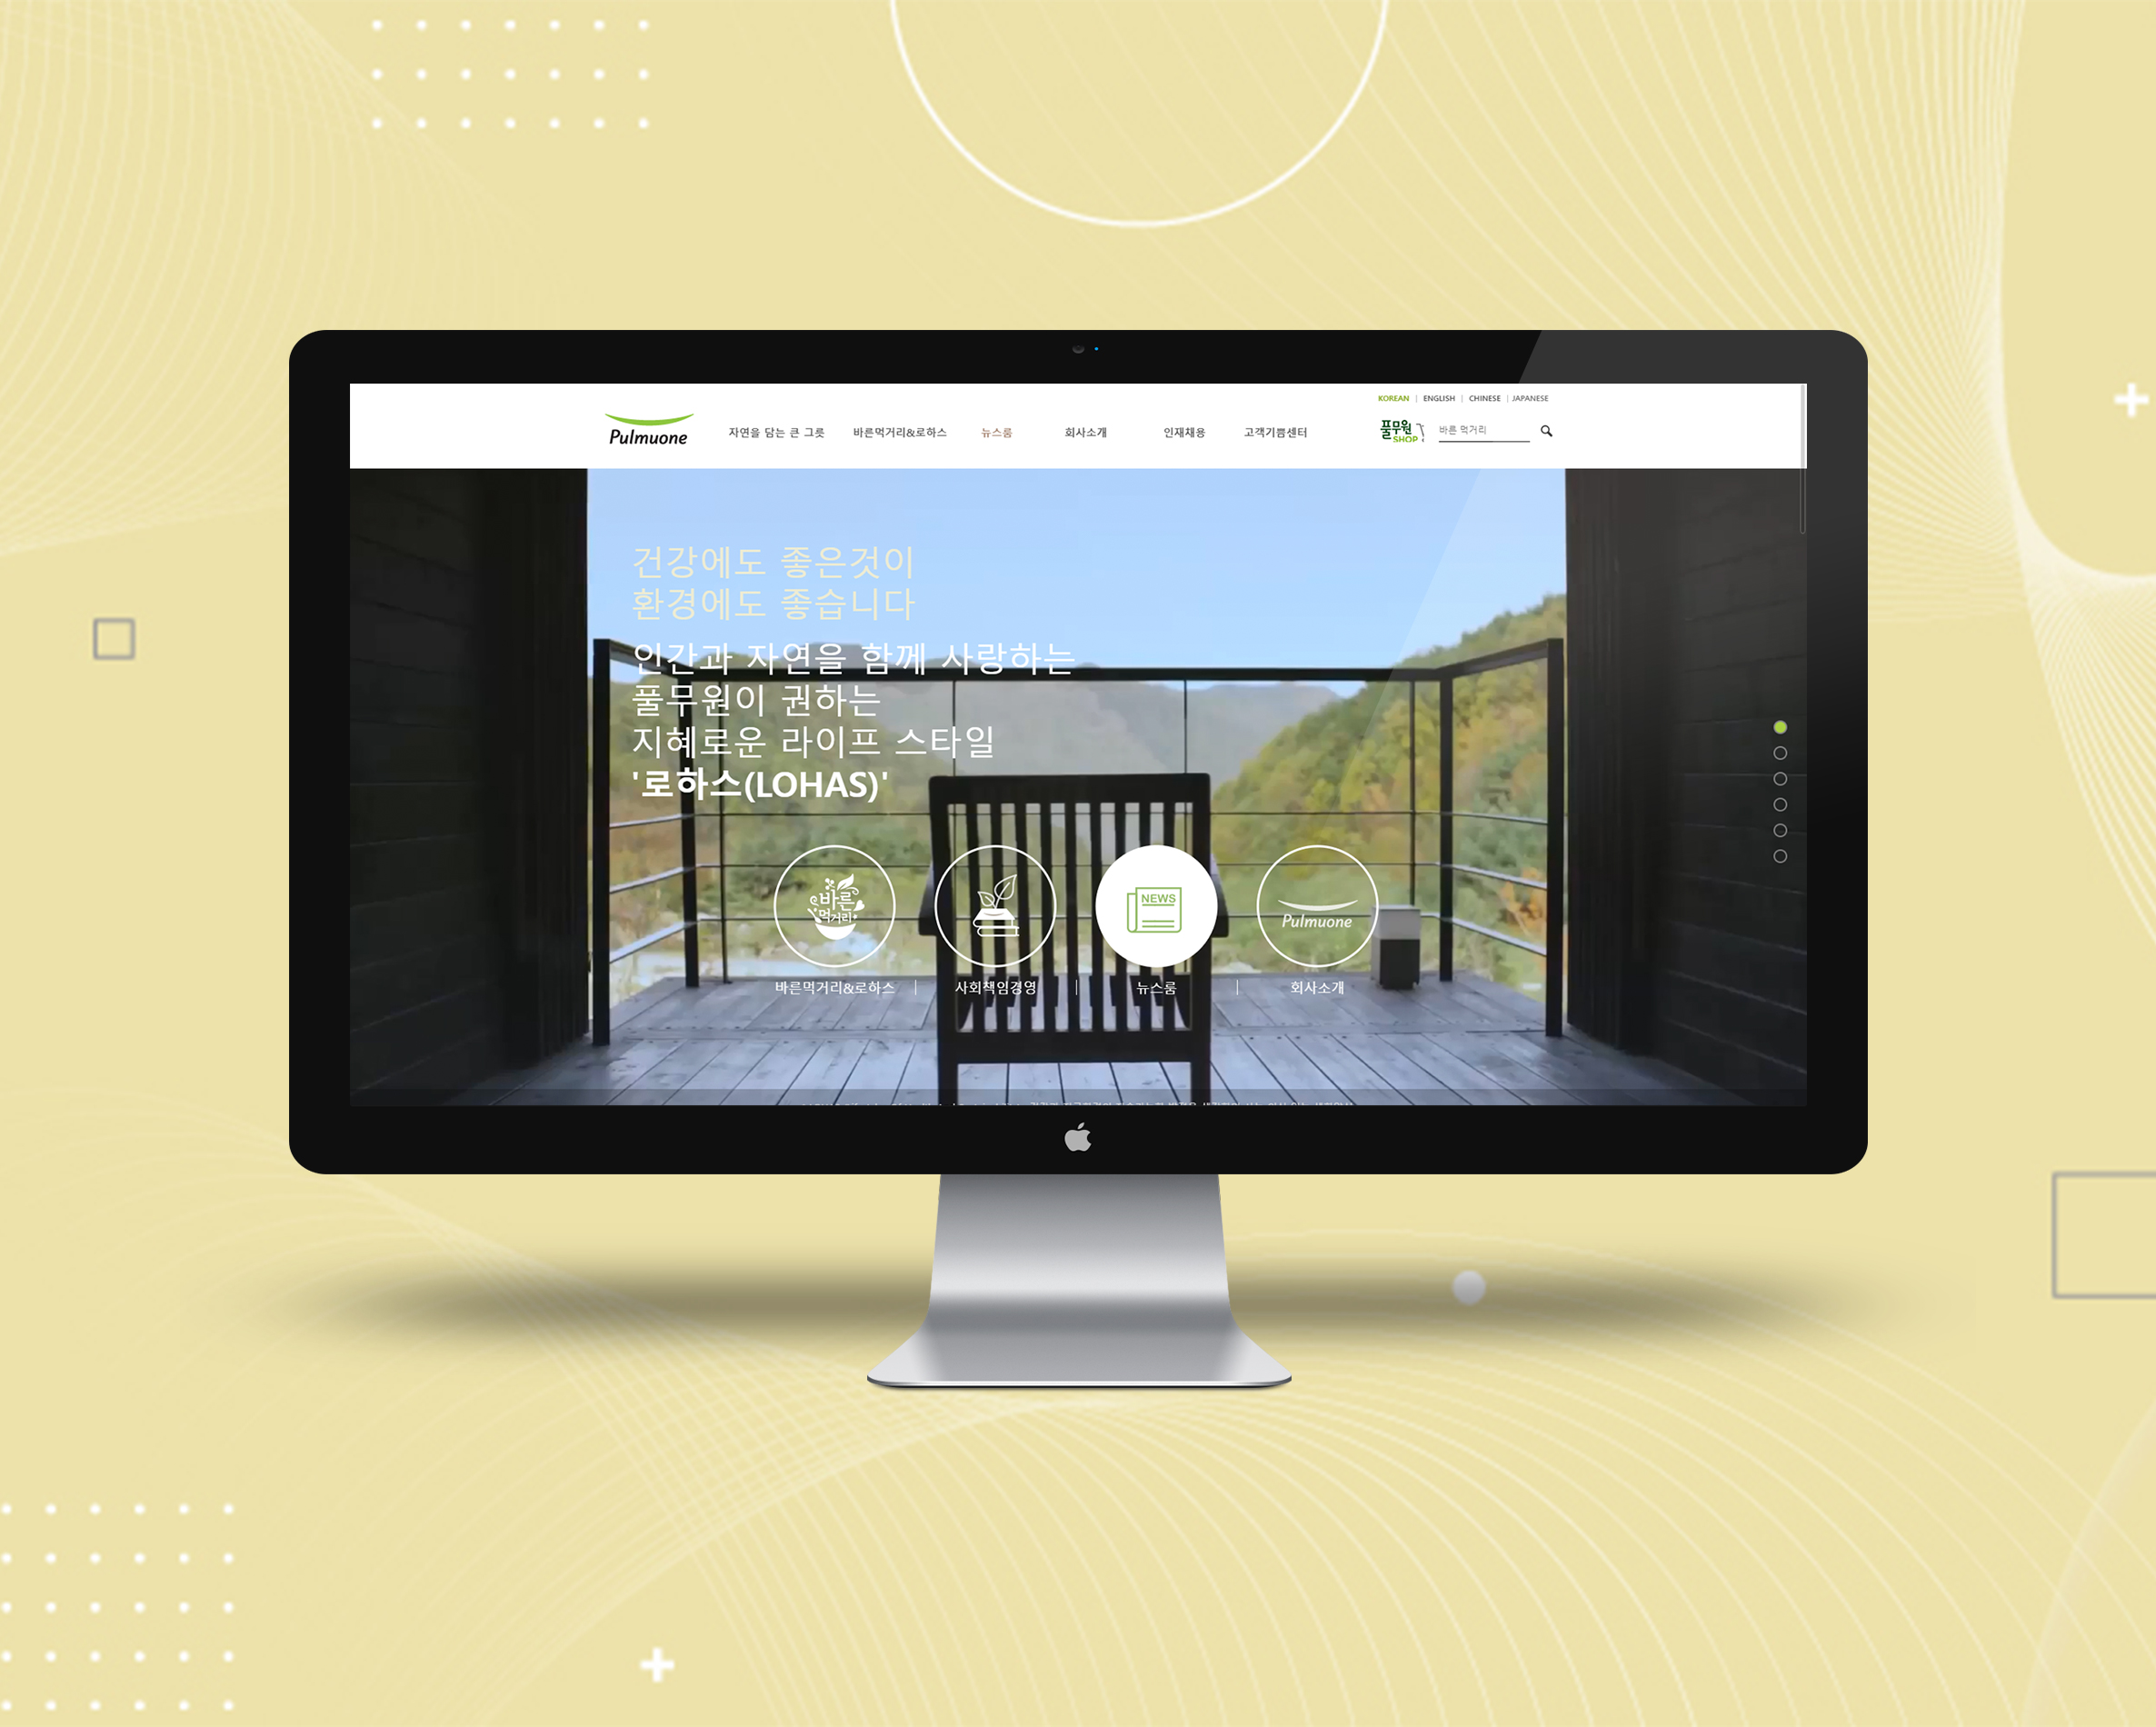 KOREAN | ENGLISH | CHINESE | JAPANESE
Pulmuone
자연을 담는 큰 그릇 바른먹거리&로하스 뉴스룸 회사소개 인재채용 고객기쁨센터
풀무원
SHOP
바른 먹거리
건강에도 좋은것이
환경에도 좋습니다
인간과 자연을 함께 사랑하는
풀무원이 권하는
지혜로운 라이프 스타일
'로하스(LOHAS)'
바른
먹거리
NEWS
Pulmuone
바른먹거리&로하스 | 사회책임경영 | 뉴스룸 | 회사소개